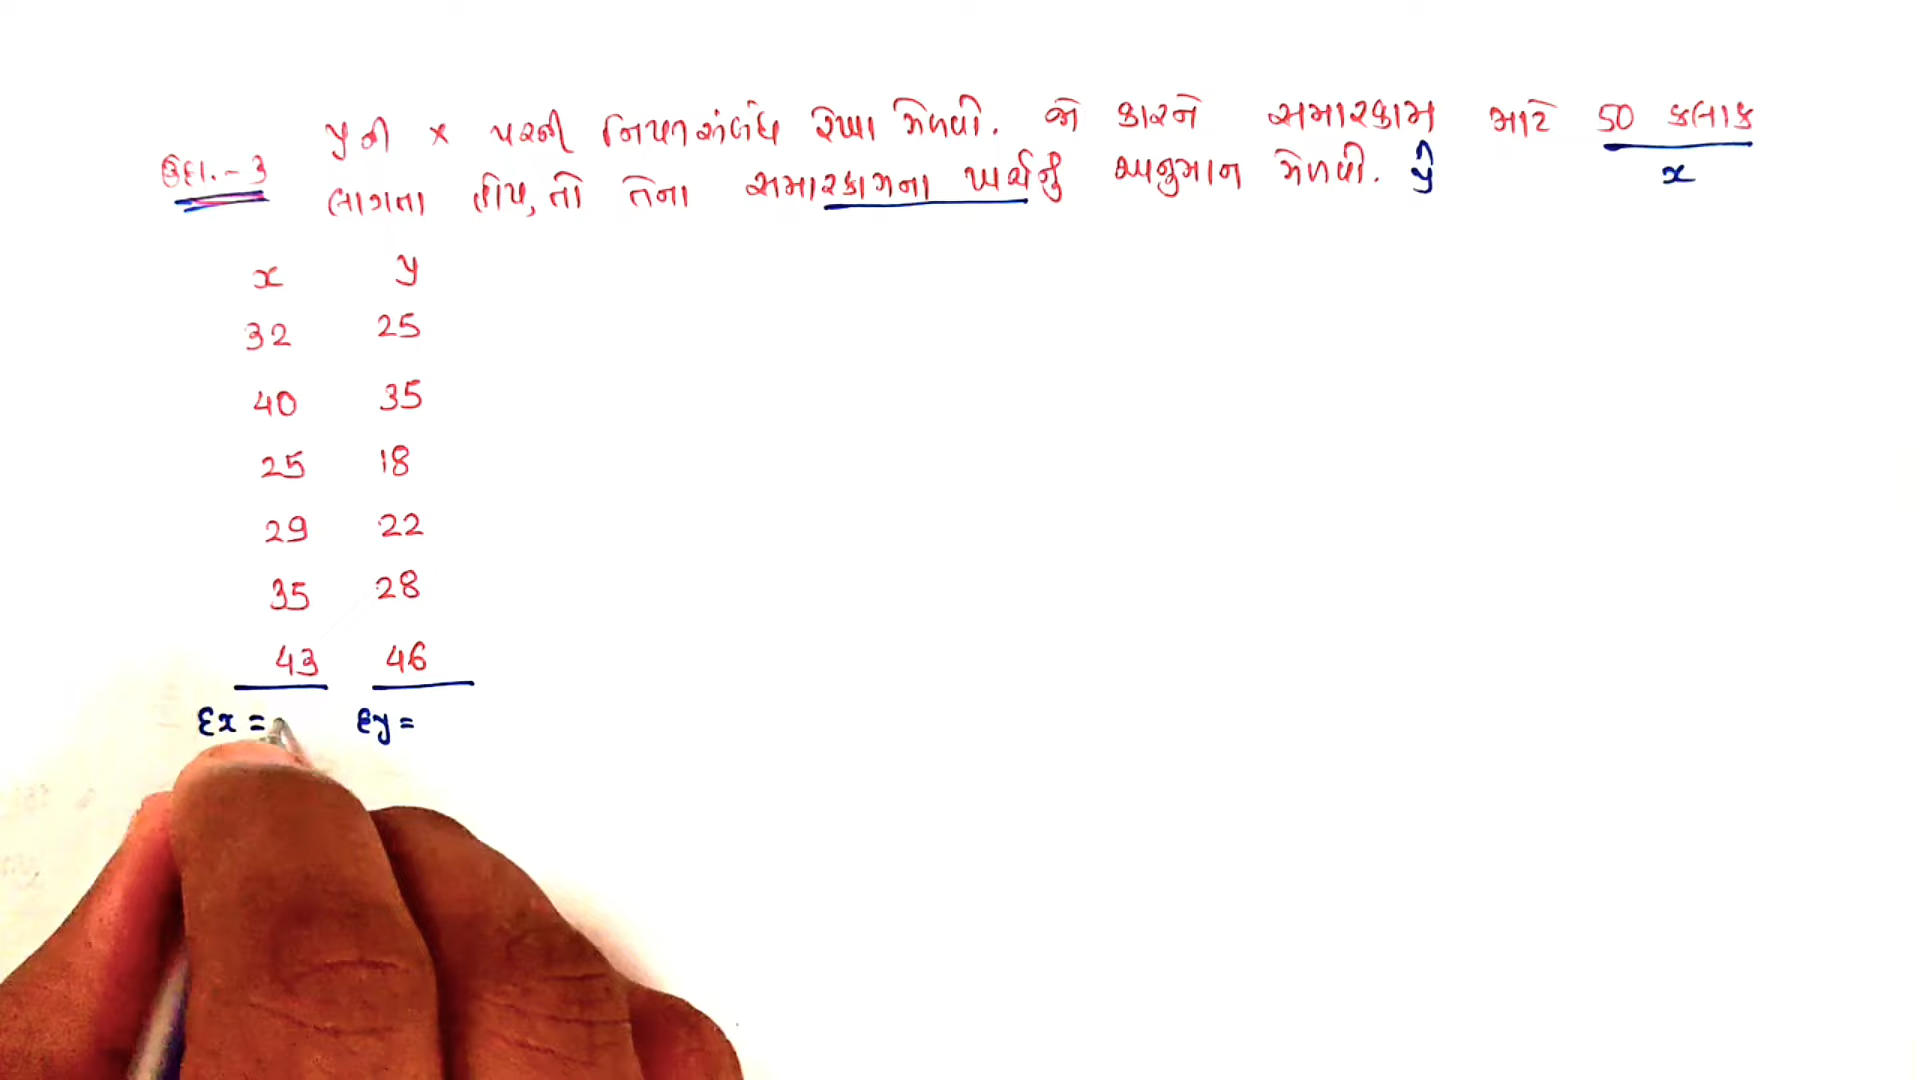 yની x પરની નિયતસંબંધ રેખા મેળવો. જો કારને સમારકામ માટે 50 કલાક
ઉદા.-3 લાગતા હોય, તો તેના સમારકામના ખર્ચનું અનુમાન મેળવો. ŷ x
x y
32 25
40 35
25 18
29 22
35 28
43 46
Σx = Σy =